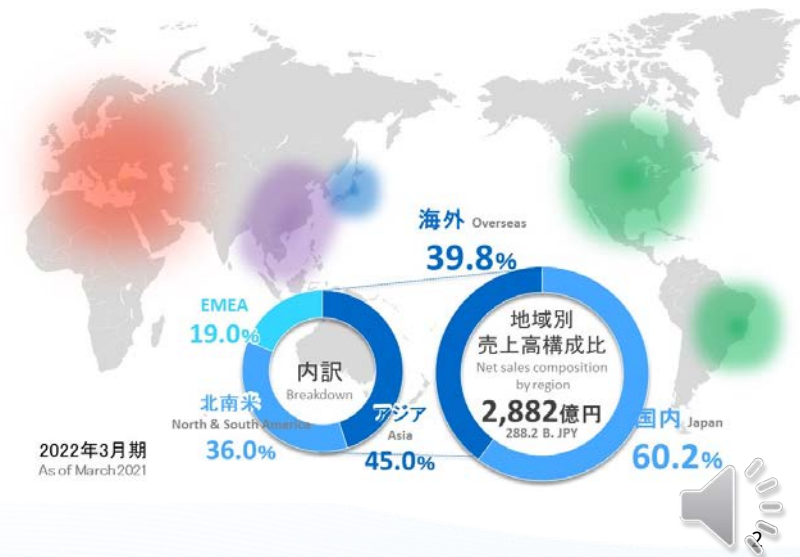 海外 Overseas
39.8%
EMEA
19.0%
内訳
Breakdown
北南米
North & South America
36.0%
アジア
Asia
45.0%
地域別
売上高構成比
Net sales composition
by region
2,882億円
288.2 B. JPY
国内 Japan
60.2%
2022年3月期
As of March2021
2